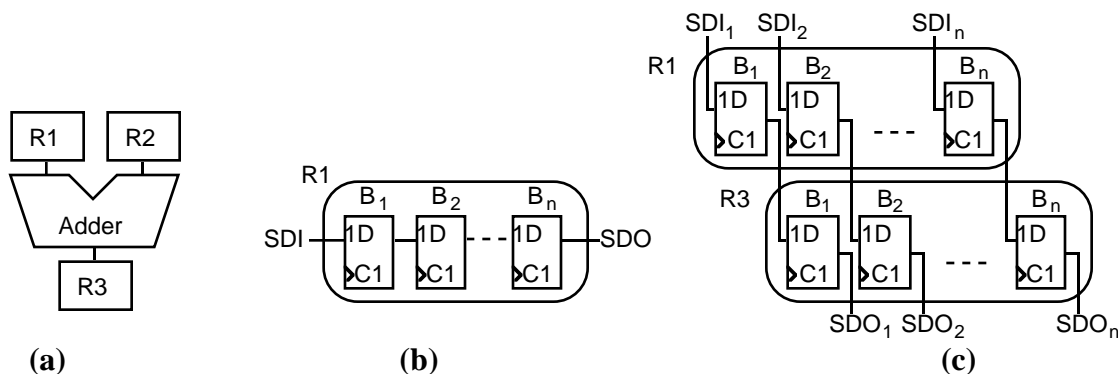 R1 R2
Adder
R3
(a)
R1
B1 B2 Bn
SDI 1D 1D --- 1D SDO
C1 C1 C1
(b)
SDI1 SDI2 SDIn
R1 B1 B2 Bn
1D 1D 1D
C1 C1 --- C1
R3 B1 B2 Bn
1D 1D 1D
C1 C1 --- C1
SDO1 SDO2 SDOn
(c)